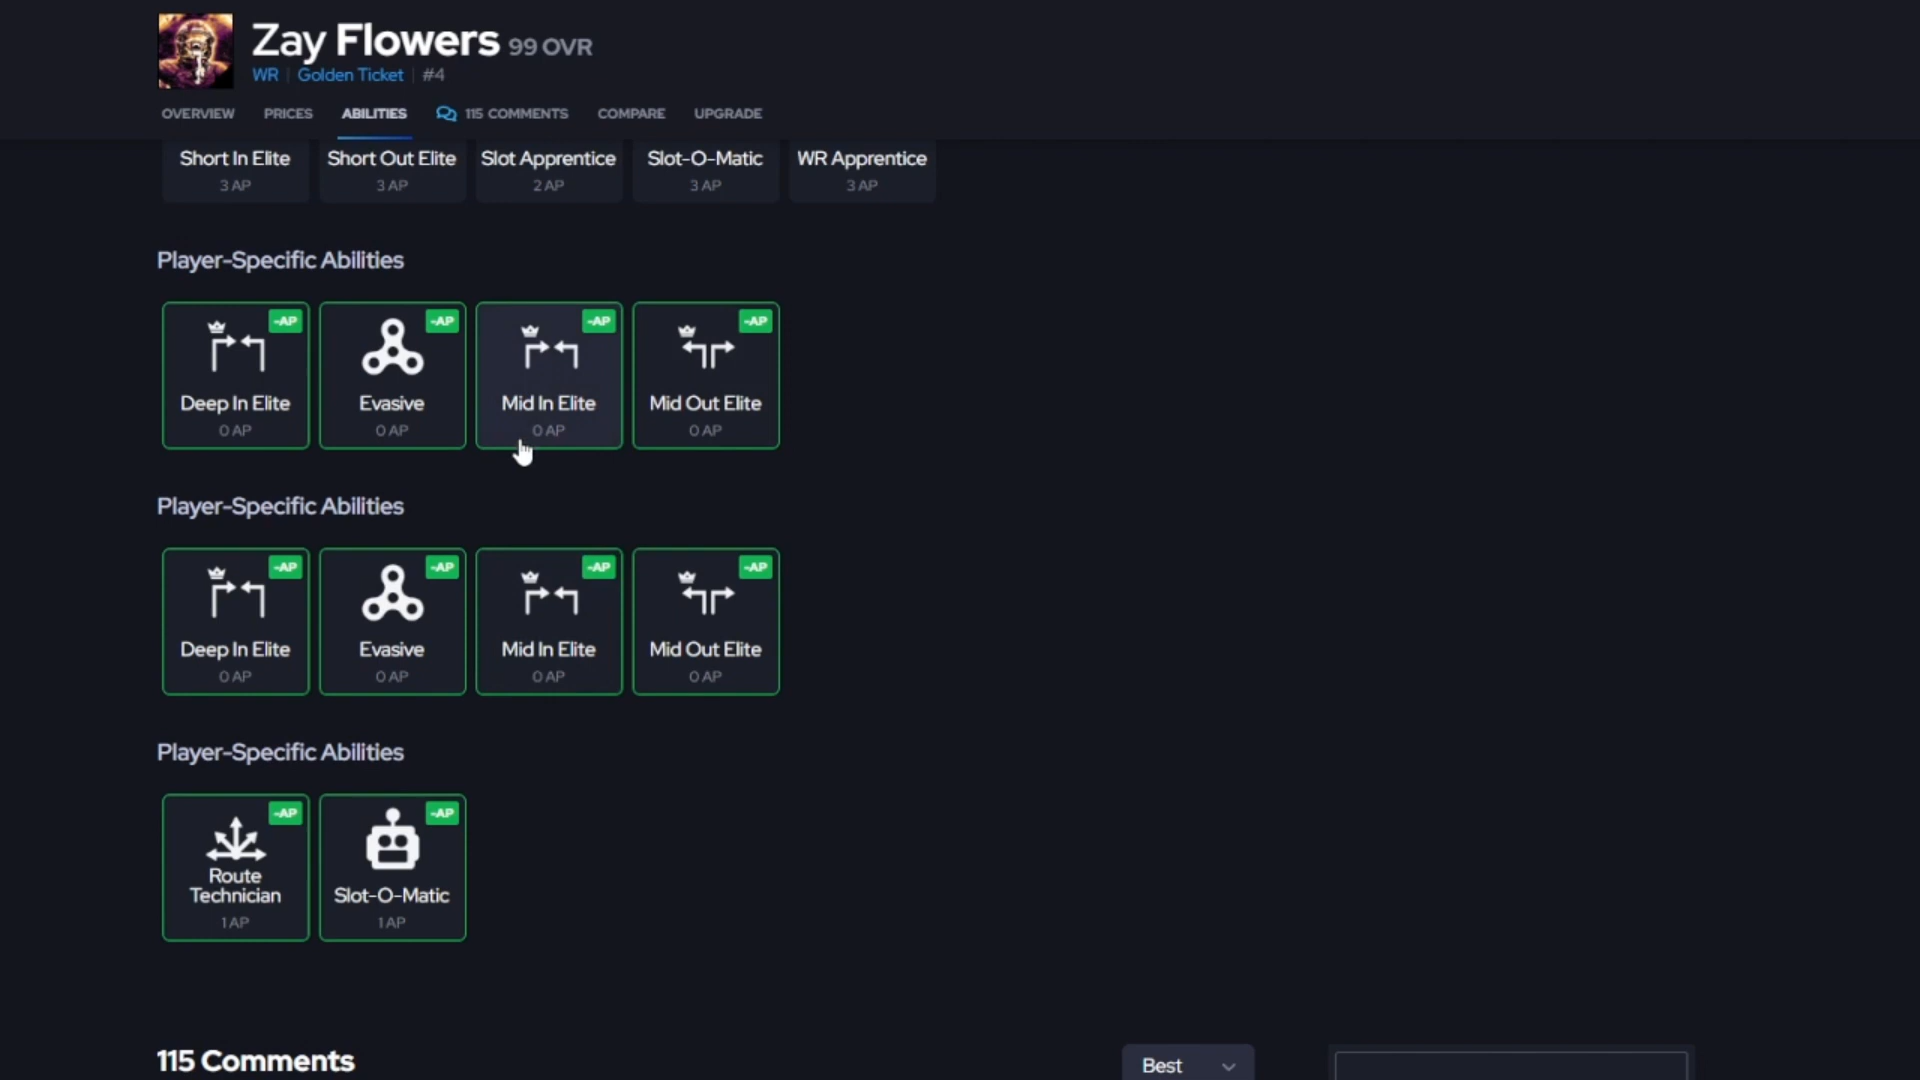 Zay Flowers 99 OVR
WR | Golden Ticket | #4
OVERVIEW PRICES ABILITIES 115 COMMENTS COMPARE UPGRADE
Short In Elite Short Out Elite Slot Apprentice Slot-O-Matic WR Apprentice
3 AP 3 AP 2 AP 3 AP 3 AP
Player-Specific Abilities
-AP -AP -AP -AP
Deep In Elite Evasive Mid In Elite Mid Out Elite
0 AP 0 AP 0 AP 0 AP
Player-Specific Abilities
-AP -AP -AP -AP
Deep In Elite Evasive Mid In Elite Mid Out Elite
0 AP 0 AP 0 AP 0 AP
Player-Specific Abilities
-AP -AP
Route
Technician Slot-O-Matic
1 AP 1 AP
115 Comments Best